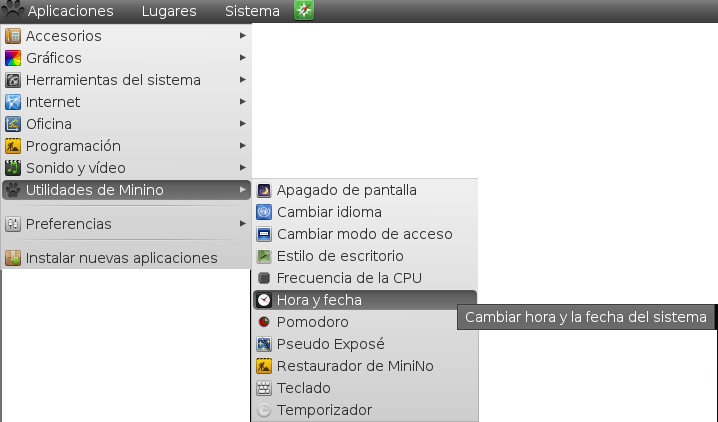 Aplicaciones Lugares Sistema
Accesorios
Gráficos
Herramientas del sistema
Internet
Oficina
Programación
Sonido y vídeo
Utilidades de Minino
Preferencias
Instalar nuevas aplicaciones
Apagado de pantalla
Cambiar idioma
Cambiar modo de acceso
Estilo de escritorio
Frecuencia de la CPU
Hora y fecha
Cambiar hora y la fecha del sistema
Pomodoro
Pseudo Exposé
Restaurador de MiniNo
Teclado
Temporizador